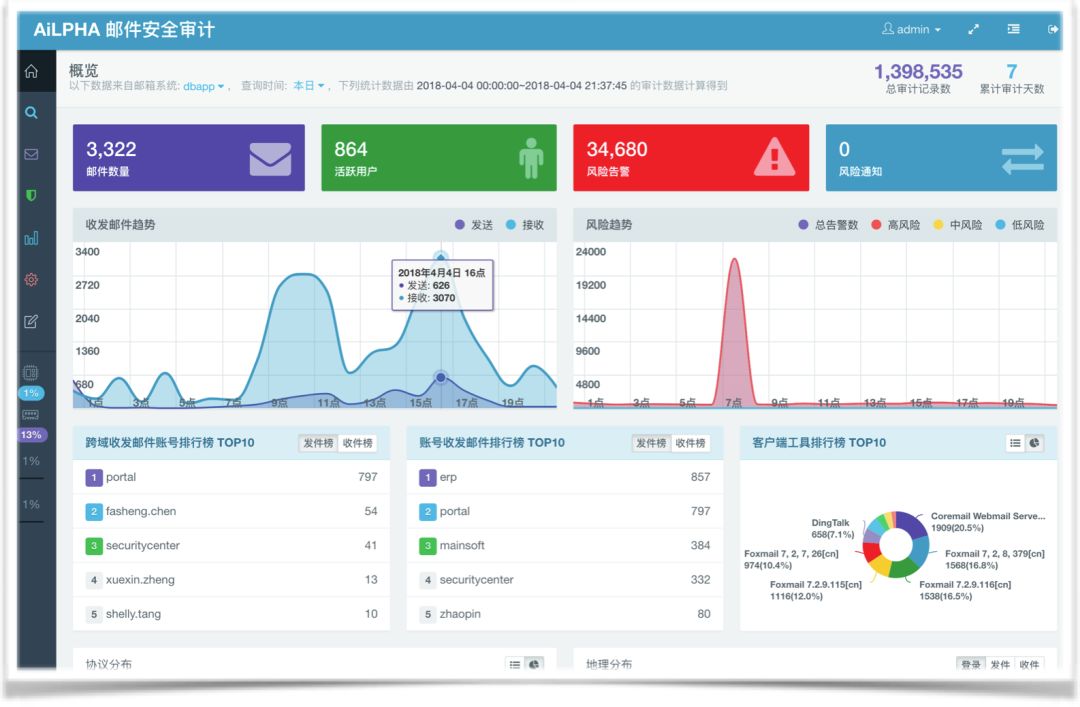 AiLPHA 邮件安全审计
admin
概览
以下数据来自邮箱系统: dbapp , 查询时间: 本日 , 下列统计数据由 2018-04-04 00:00:00~2018-04-04 21:37:45 的审计数据计算得到
1,398,535
总审计记录数
7
累计审计天数
3,322
邮件数量
864
活跃用户
34,680
风险告警
0
风险通知
收发邮件趋势
发送 接收
3400
2720
2040
1360
680
2018年4月4日 16点
发送: 626
接收: 3070
1点 3点 5点 7点 9点 11点 13点 15点 17点 19点
风险趋势
总告警数 高风险 中风险 低风险
24000
19200
14400
9600
4800
1点 3点 5点 7点 9点 11点 13点 15点 17点 19点
1%
13%
1%
1%
跨域收发邮件账号排行榜 TOP10
发件榜 收件榜
1 portal 797
2 fasheng.chen 54
3 securitycenter 41
4 xuexin.zheng 13
5 shelly.tang 10
账号收发邮件排行榜 TOP10
发件榜 收件榜
1 erp 857
2 portal 797
3 mainsoft 384
4 securitycenter 332
5 zhaopin 80
客户端工具排行榜 TOP10
Coremail Webmail Serve...
1909(20.5%)
DingTalk
658(7.1%)
Foxmail 7, 2, 7, 26[cn]
974(10.4%)
Foxmail 7, 2, 8, 379[cn]
1568(16.8%)
Foxmail 7.2.9.115[cn]
1116(12.0%)
Foxmail 7.2.9.116[cn]
1538(16.5%)
协议分布
地理分布
登录 发件 收件